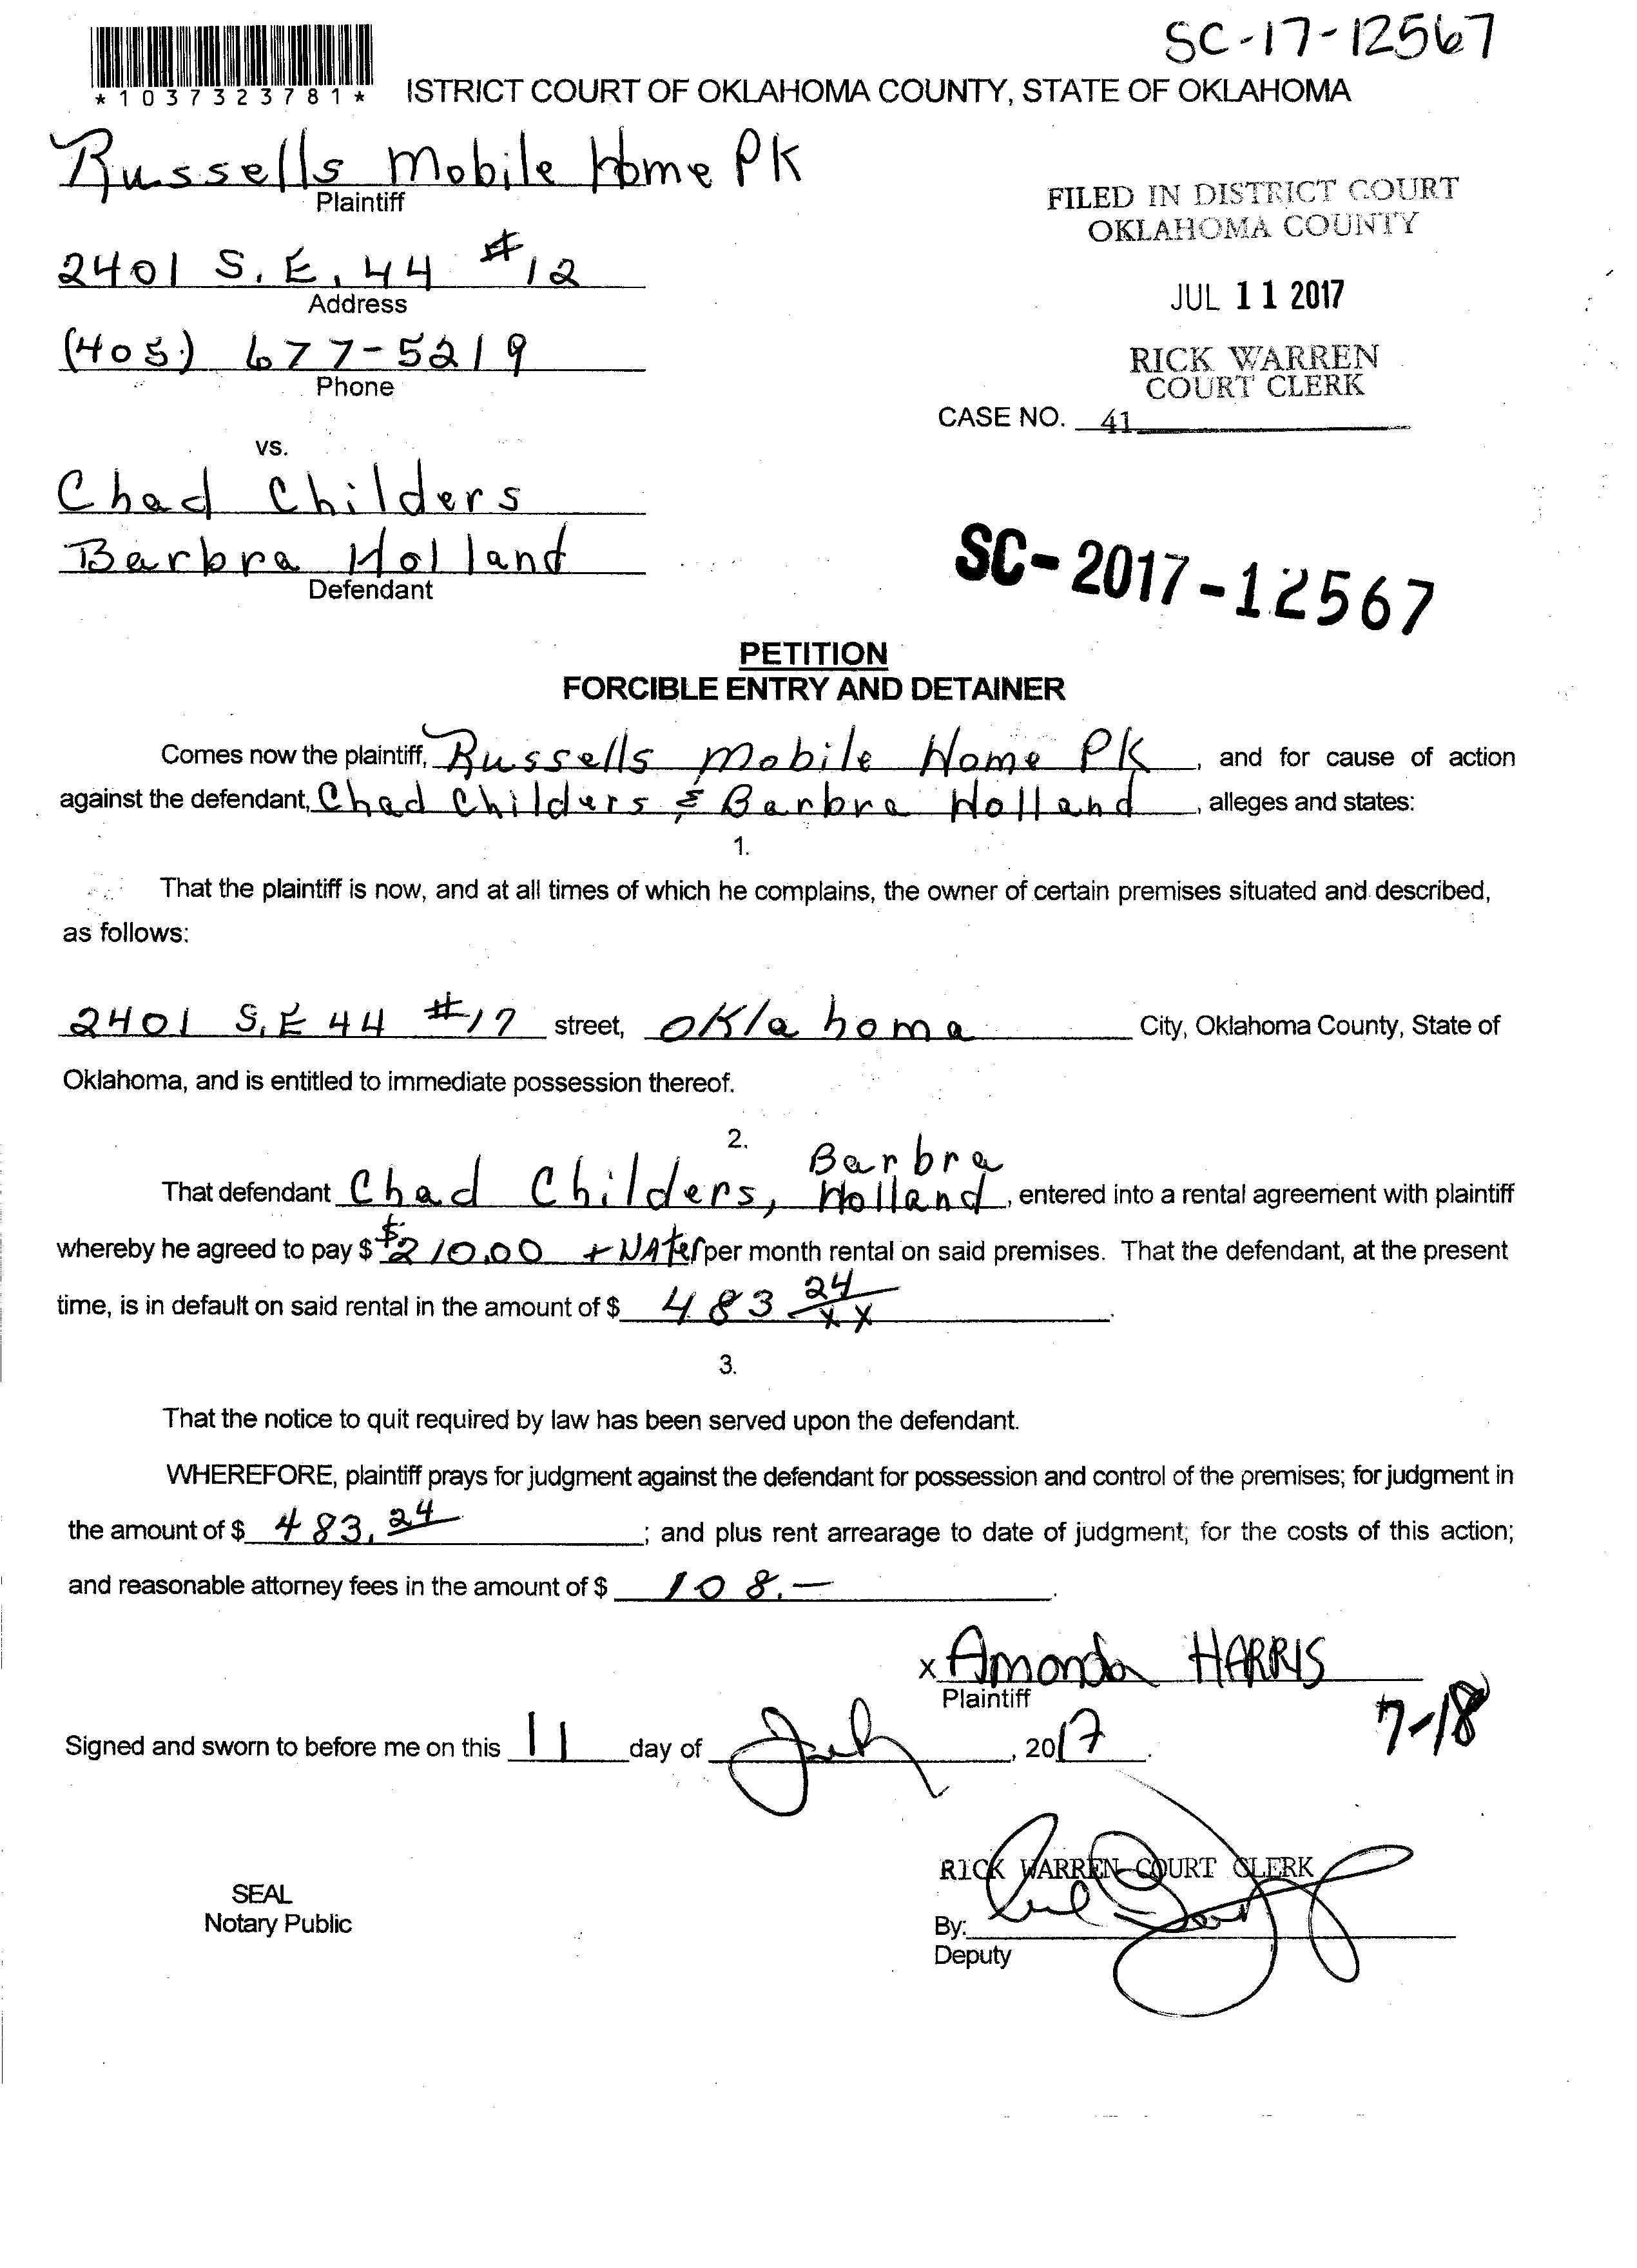 SC-17-12567
*1037323781*
ISTRICT COURT OF OKLAHOMA COUNTY, STATE OF OKLAHOMA
Russells Mobile Home PK
Plaintiff
FILED IN DISTRICT COURT
OKLAHOMA COUNTY
2401 S.E. 44 #12
Address
JUL 11 2017
(405) 677-5219
Phone
RICK WARREN
COURT CLERK
CASE NO. 41
vs.
Chad Childers
Barbra Holland
Defendant
SC-2017-12567
PETITION
FORCIBLE ENTRY AND DETAINER
Comes now the plaintiff, Russells Mobile Home PK, and for cause of action
against the defendant, Chad Childers & Barbra Holland, alleges and states:
1.
That the plaintiff is now, and at all times of which he complains, the owner of certain premises situated and described,
as follows:
2401 S.E 44 #17 street, Oklahoma City, Oklahoma County, State of
Oklahoma, and is entitled to immediate possession thereof.
2.
Barbra
That defendant Chad Childers, Holland, entered into a rental agreement with plaintiff
whereby he agreed to pay $ $210.00 + WAter per month rental on said premises. That the defendant, at the present
time, is in default on said rental in the amount of $ 483 24/xx.
3.
That the notice to quit required by law has been served upon the defendant.
WHEREFORE, plaintiff prays for judgment against the defendant for possession and control of the premises; for judgment in
the amount of $ 483.24; and plus rent arrearage to date of judgment; for the costs of this action;
and reasonable attorney fees in the amount of $ 108.—.
x Amanda HARRIS
Plaintiff
7-18
Signed and sworn to before me on this 11 day of July, 2017.
RICK WARREN COURT CLERK
SEAL
Notary Public
By:
Deputy